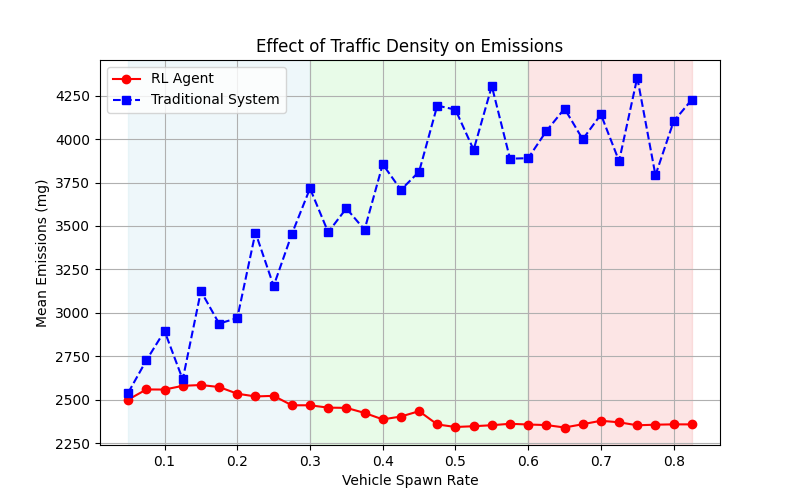 Effect of Traffic Density on Emissions
RL Agent
Traditional System
Mean Emissions (mg)
4250
4000
3750
3500
3250
3000
2750
2500
2250
0.1 0.2 0.3 0.4 0.5 0.6 0.7 0.8
Vehicle Spawn Rate